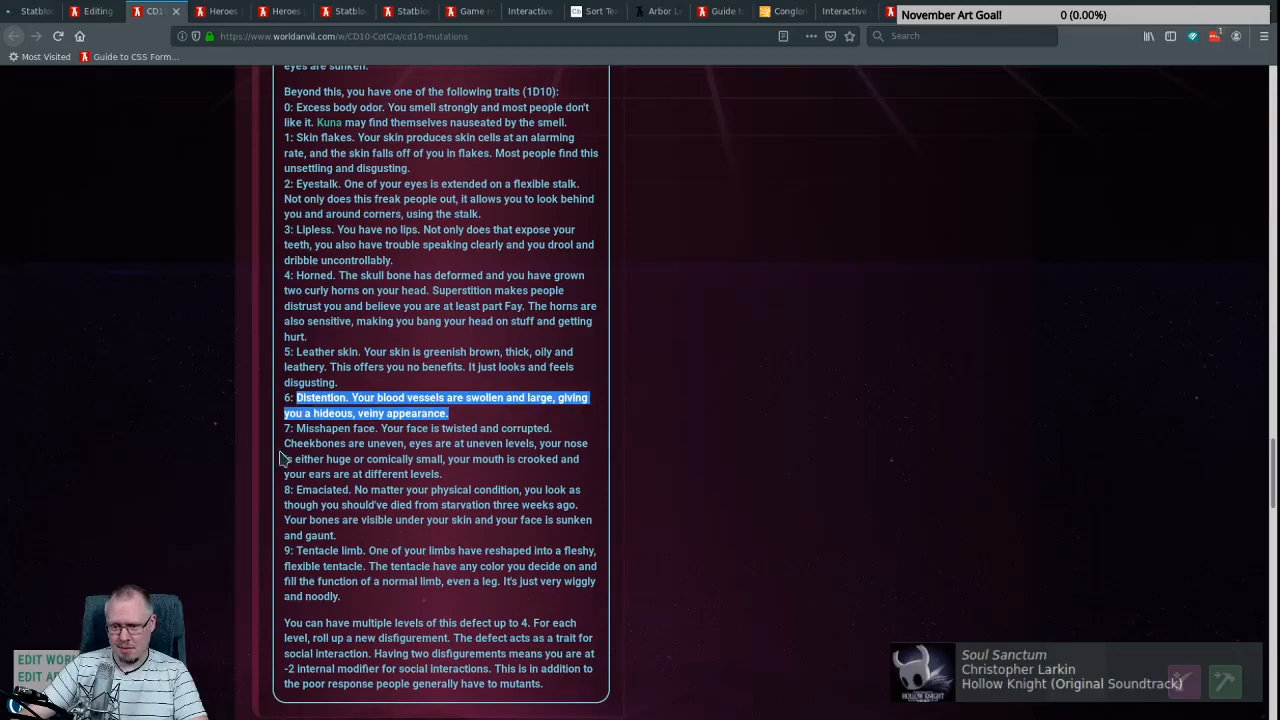 Statbloc
Editing
CD1
Heroes
Heroes
Statblo
Statblo
Game r
Interactive
Sort Tex
Arbor Le
Guide t
Conglon
Interactive
November Art Goal!
0 (0.00%)
https://www.worldanvil.com/w/CD10-CotC/a/cd10-mutations
Search
Most Visited
Guide to CSS Form…
eyes are sunken.
Beyond this, you have one of the following traits (1D10):
0: Excess body odor. You smell strongly and most people don't
like it. Kuna may find themselves nauseated by the smell.
1: Skin flakes. Your skin produces skin cells at an alarming
rate, and the skin falls off of you in flakes. Most people find this
unsettling and disgusting.
2: Eyestalk. One of your eyes is extended on a flexible stalk.
Not only does this freak people out, it allows you to look behind
you and around corners, using the stalk.
3: Lipless. You have no lips. Not only does that expose your
teeth, you also have trouble speaking clearly and you drool and
dribble uncontrollably.
4: Horned. The skull bone has deformed and you have grown
two curly horns on your head. Superstition makes people
distrust you and believe you are at least part Fay. The horns are
also sensitive, making you bang your head on stuff and getting
hurt.
5: Leather skin. Your skin is greenish brown, thick, oily and
leathery. This offers you no benefits. It just looks and feels
disgusting.
6: Distention. Your blood vessels are swollen and large, giving
you a hideous, veiny appearance.
7: Misshapen face. Your face is twisted and corrupted.
Cheekbones are uneven, eyes are at uneven levels, your nose
is either huge or comically small, your mouth is crooked and
your ears are at different levels.
8: Emaciated. No matter your physical condition, you look as
though you should've died from starvation three weeks ago.
Your bones are visible under your skin and your face is sunken
and gaunt.
9: Tentacle limb. One of your limbs have reshaped into a fleshy,
flexible tentacle. The tentacle have any color you decide on and
fill the function of a normal limb, even a leg. It's just very wiggly
and noodly.
You can have multiple levels of this defect up to 4. For each
level, roll up a new disfigurement. The defect acts as a trait for
social interaction. Having two disfigurements means you are at
-2 internal modifier for social interactions. This is in addition to
the poor response people generally have to mutants.
EDIT WOR
EDIT AR
Soul Sanctum
Christopher Larkin
Hollow Knight (Original Soundtrack)
HOLLOW KNIGHT